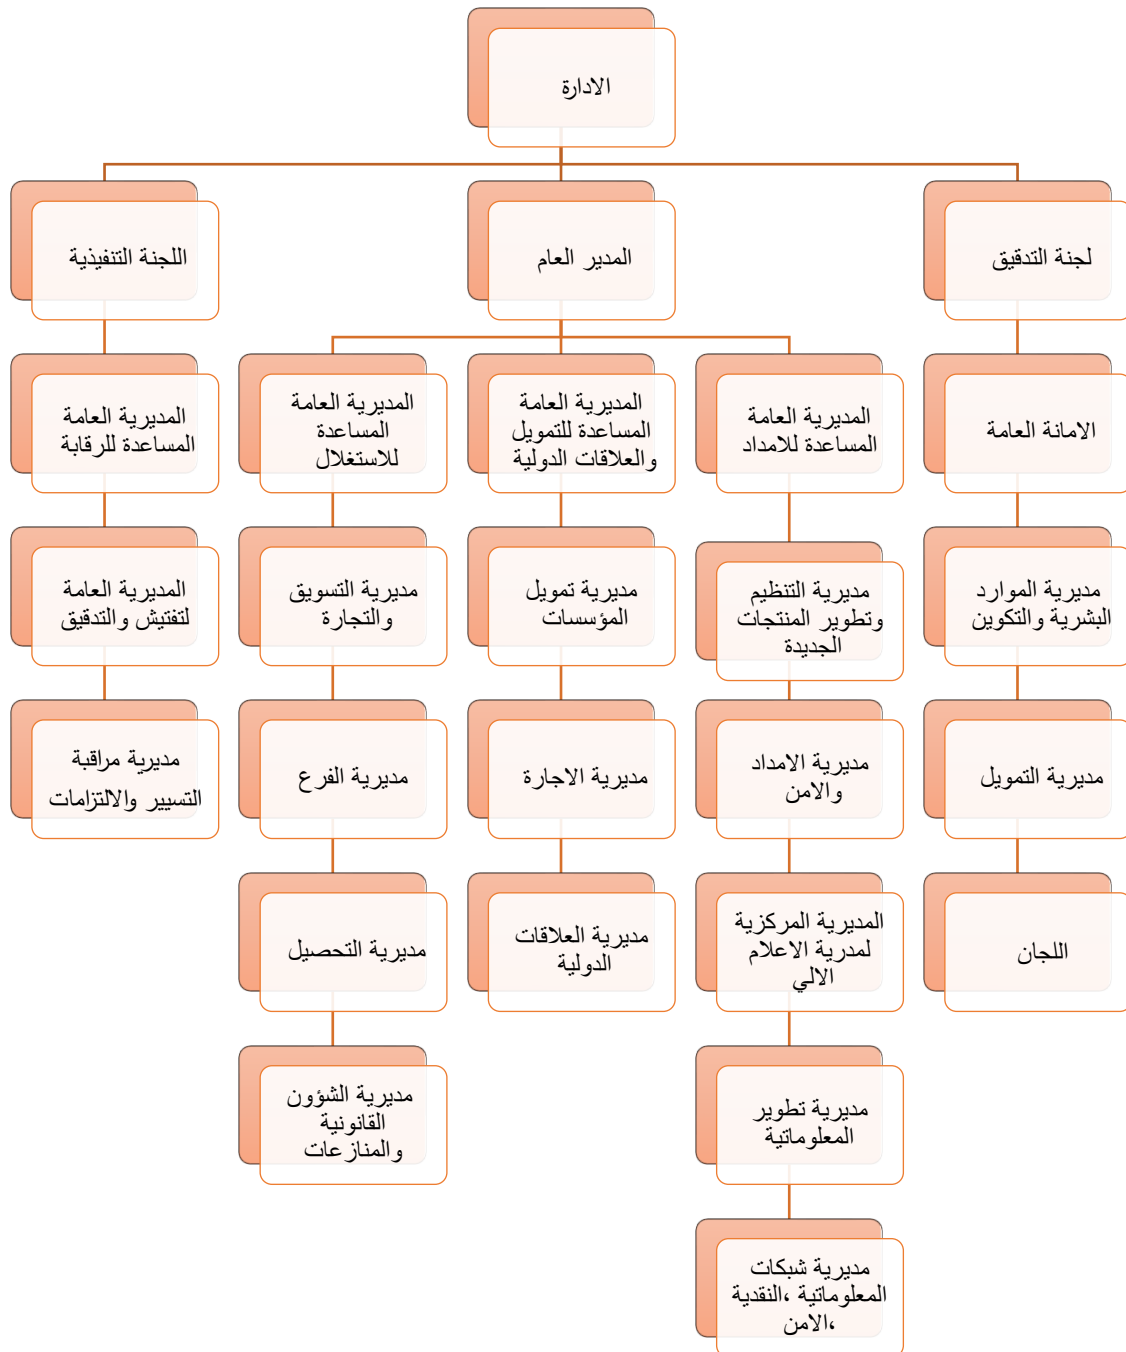 الادارة
لجنة التدقيق
المدير العام
اللجنة التنفيذية
الامانة العامة
المديرية العامة
المساعدة للامداد
المديرية العامة
المساعدة للتمويل
والعلاقات الدولية
المديرية العامة
المساعدة
للاستغلال
المديرية العامة
المساعدة للرقابة
مديرية الموارد
البشرية والتكوين
مديرية التنظيم
وتطوير المنتجات
الجديدة
مديرية تمويل
المؤسسات
مديرية التسويق
والتجارة
المديرية العامة
لتفتيش والتدقيق
مديرية التمويل
مديرية الامداد
والامن
مديرية الاجارة
مديرية الفرع
مديرية مراقبة
التسيير والالتزامات
اللجان
المديرية المركزية
لمدرية الاعلام
الالي
مديرية العلاقات
الدولية
مديرية التحصيل
مديرية تطوير
المعلوماتية
مديرية الشؤون
القانونية
والمنازعات
مديرية شبكات
المعلوماتية ،النقدية
،الامن